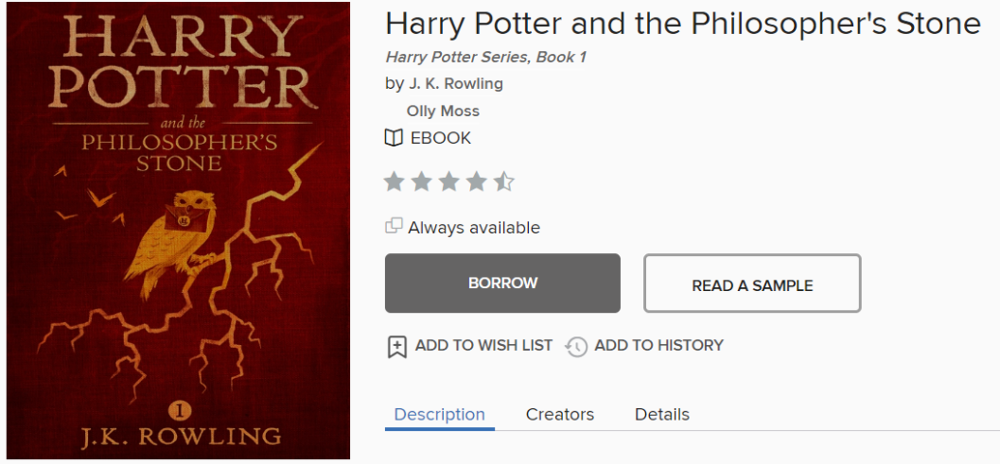 HARRY
POTTER
and the
PHILOSOPHER'S
STONE
1
J.K. ROWLING
Harry Potter and the Philosopher's Stone
Harry Potter Series, Book 1
by J. K. Rowling
Olly Moss
EBOOK
Always available
BORROW
READ A SAMPLE
ADD TO WISH LIST
ADD TO HISTORY
Description
Creators
Details